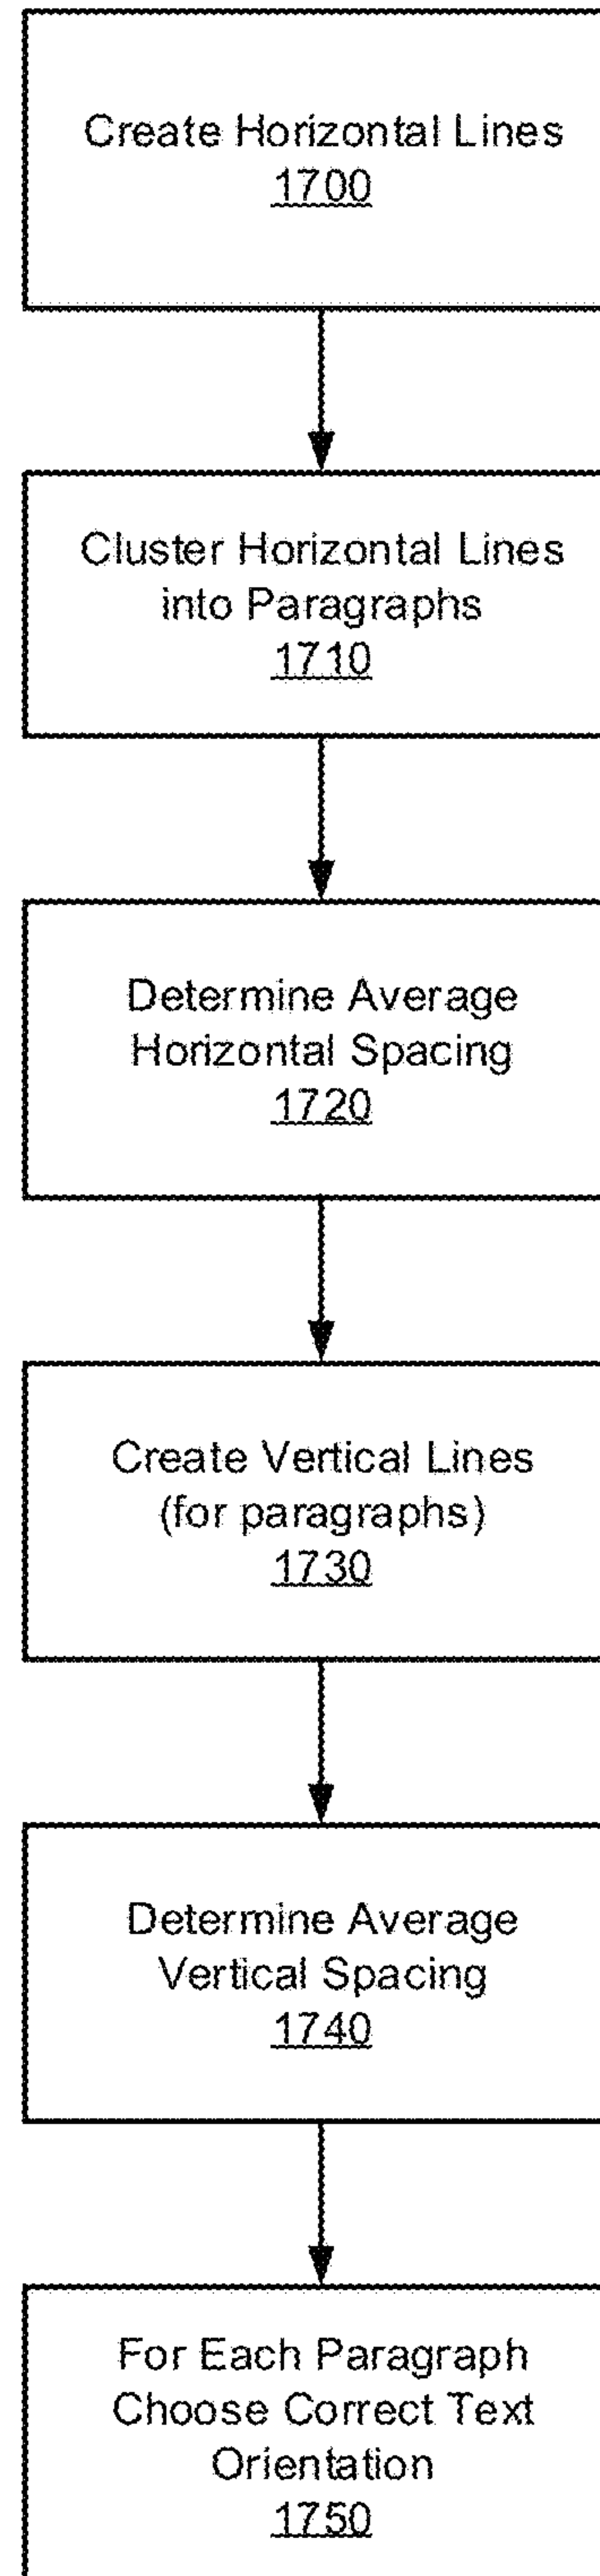 Create Horizontal Lines
1700
Cluster Horizontal Lines
into Paragraphs
1710
Determine Average
Horizontal Spacing
1720
Create Vertical Lines
(for paragraphs)
1730
Determine Average
Vertical Spacing
1740
For Each Paragraph
Choose Correct Text
Orientation
1750